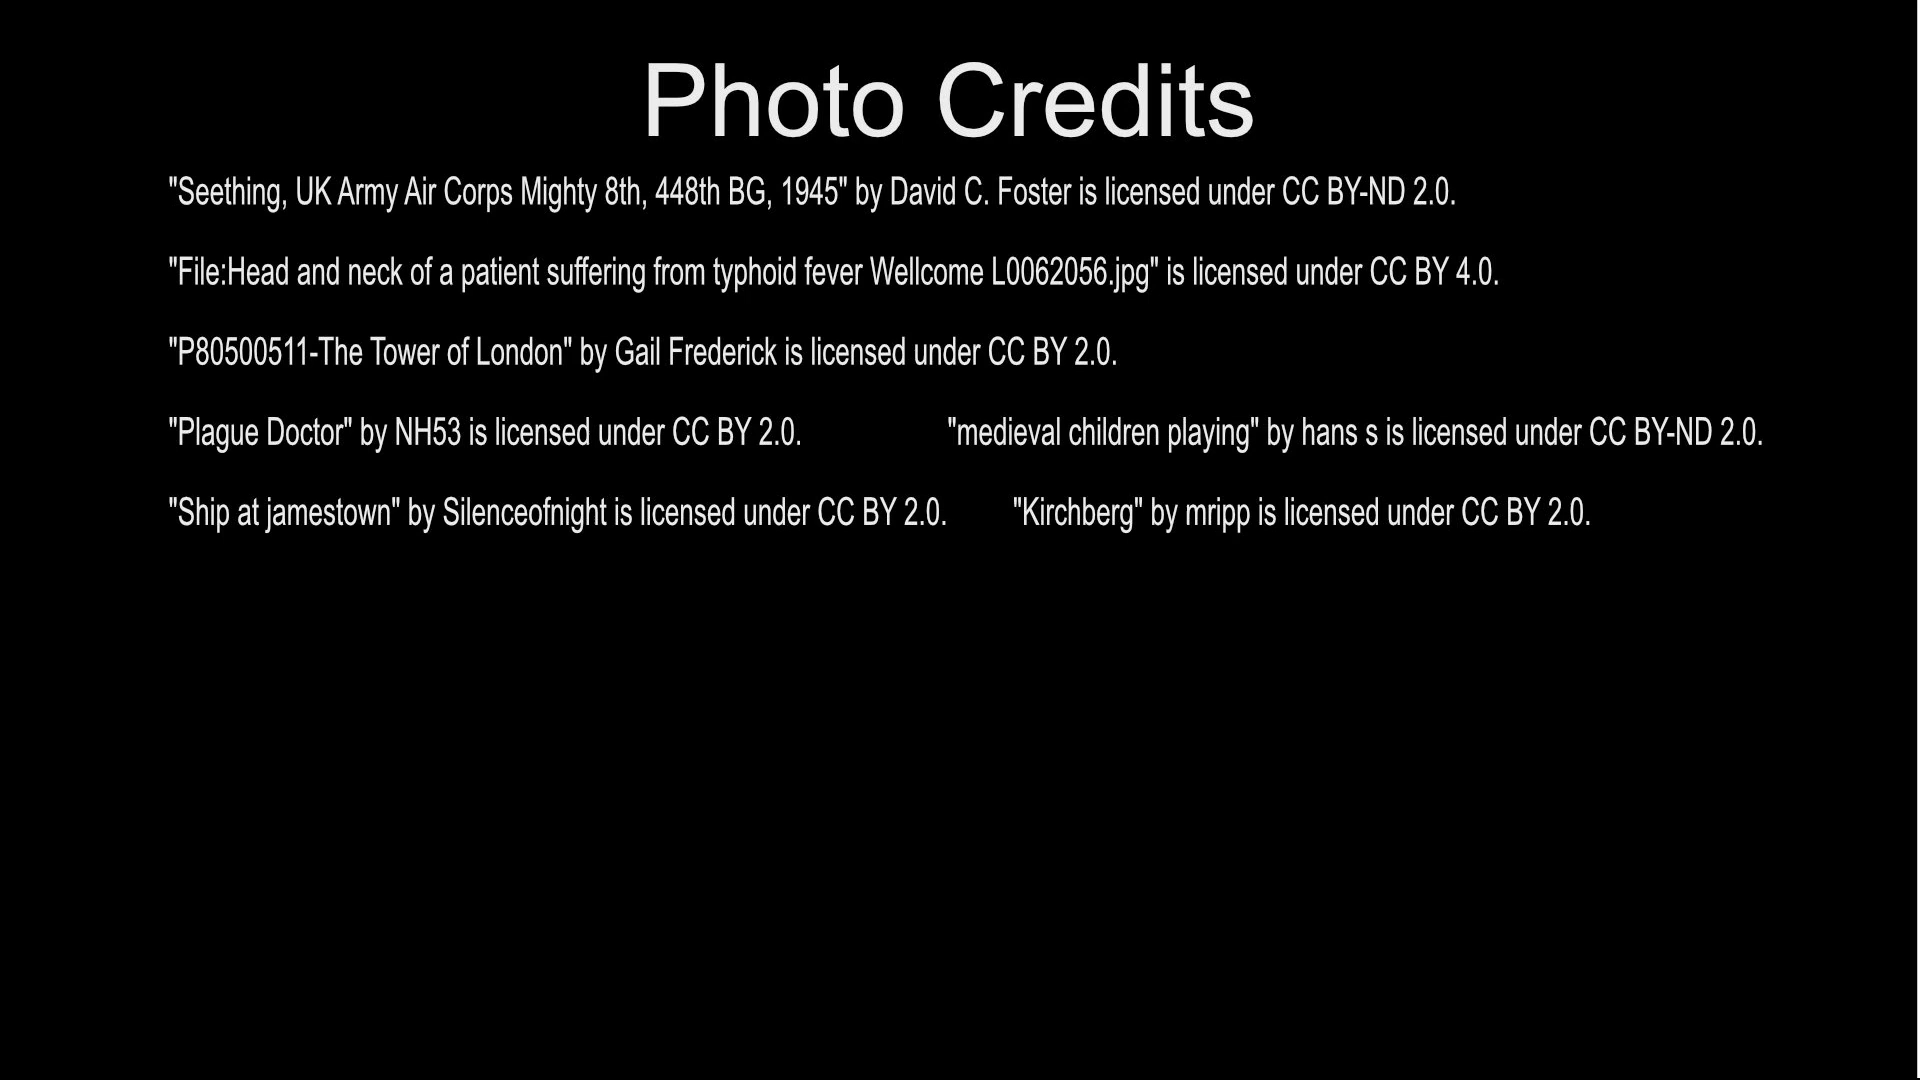 Photo Credits
"Seething, UK Army Air Corps Mighty 8th, 448th BG, 1945" by David C. Foster is licensed under CC BY-ND 2.0.
"File:Head and neck of a patient suffering from typhoid fever Wellcome L0062056.jpg" is licensed under CC BY 4.0.
"P80500511-The Tower of London" by Gail Frederick is licensed under CC BY 2.0.
"Plague Doctor" by NH53 is licensed under CC BY 2.0. "medieval children playing" by hans s is licensed under CC BY-ND 2.0.
"Ship at jamestown" by Silenceofnight is licensed under CC BY 2.0. "Kirchberg" by mripp is licensed under CC BY 2.0.